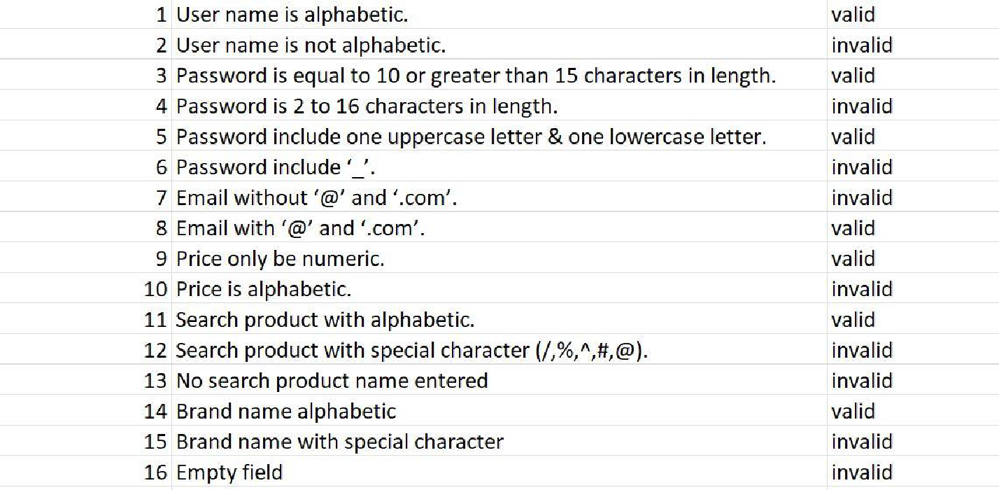 1 User name is alphabetic. valid
2 User name is not alphabetic. invalid
3 Password is equal to 10 or greater than 15 characters in length. valid
4 Password is 2 to 16 characters in length. invalid
5 Password include one uppercase letter & one lowercase letter. valid
6 Password include ‘_’. invalid
7 Email without ‘@’ and ‘.com’. invalid
8 Email with ‘@’ and ‘.com’. valid
9 Price only be numeric. valid
10 Price is alphabetic. invalid
11 Search product with alphabetic. valid
12 Search product with special character (/,%,^,#,@). invalid
13 No search product name entered invalid
14 Brand name alphabetic valid
15 Brand name with special character invalid
16 Empty field invalid